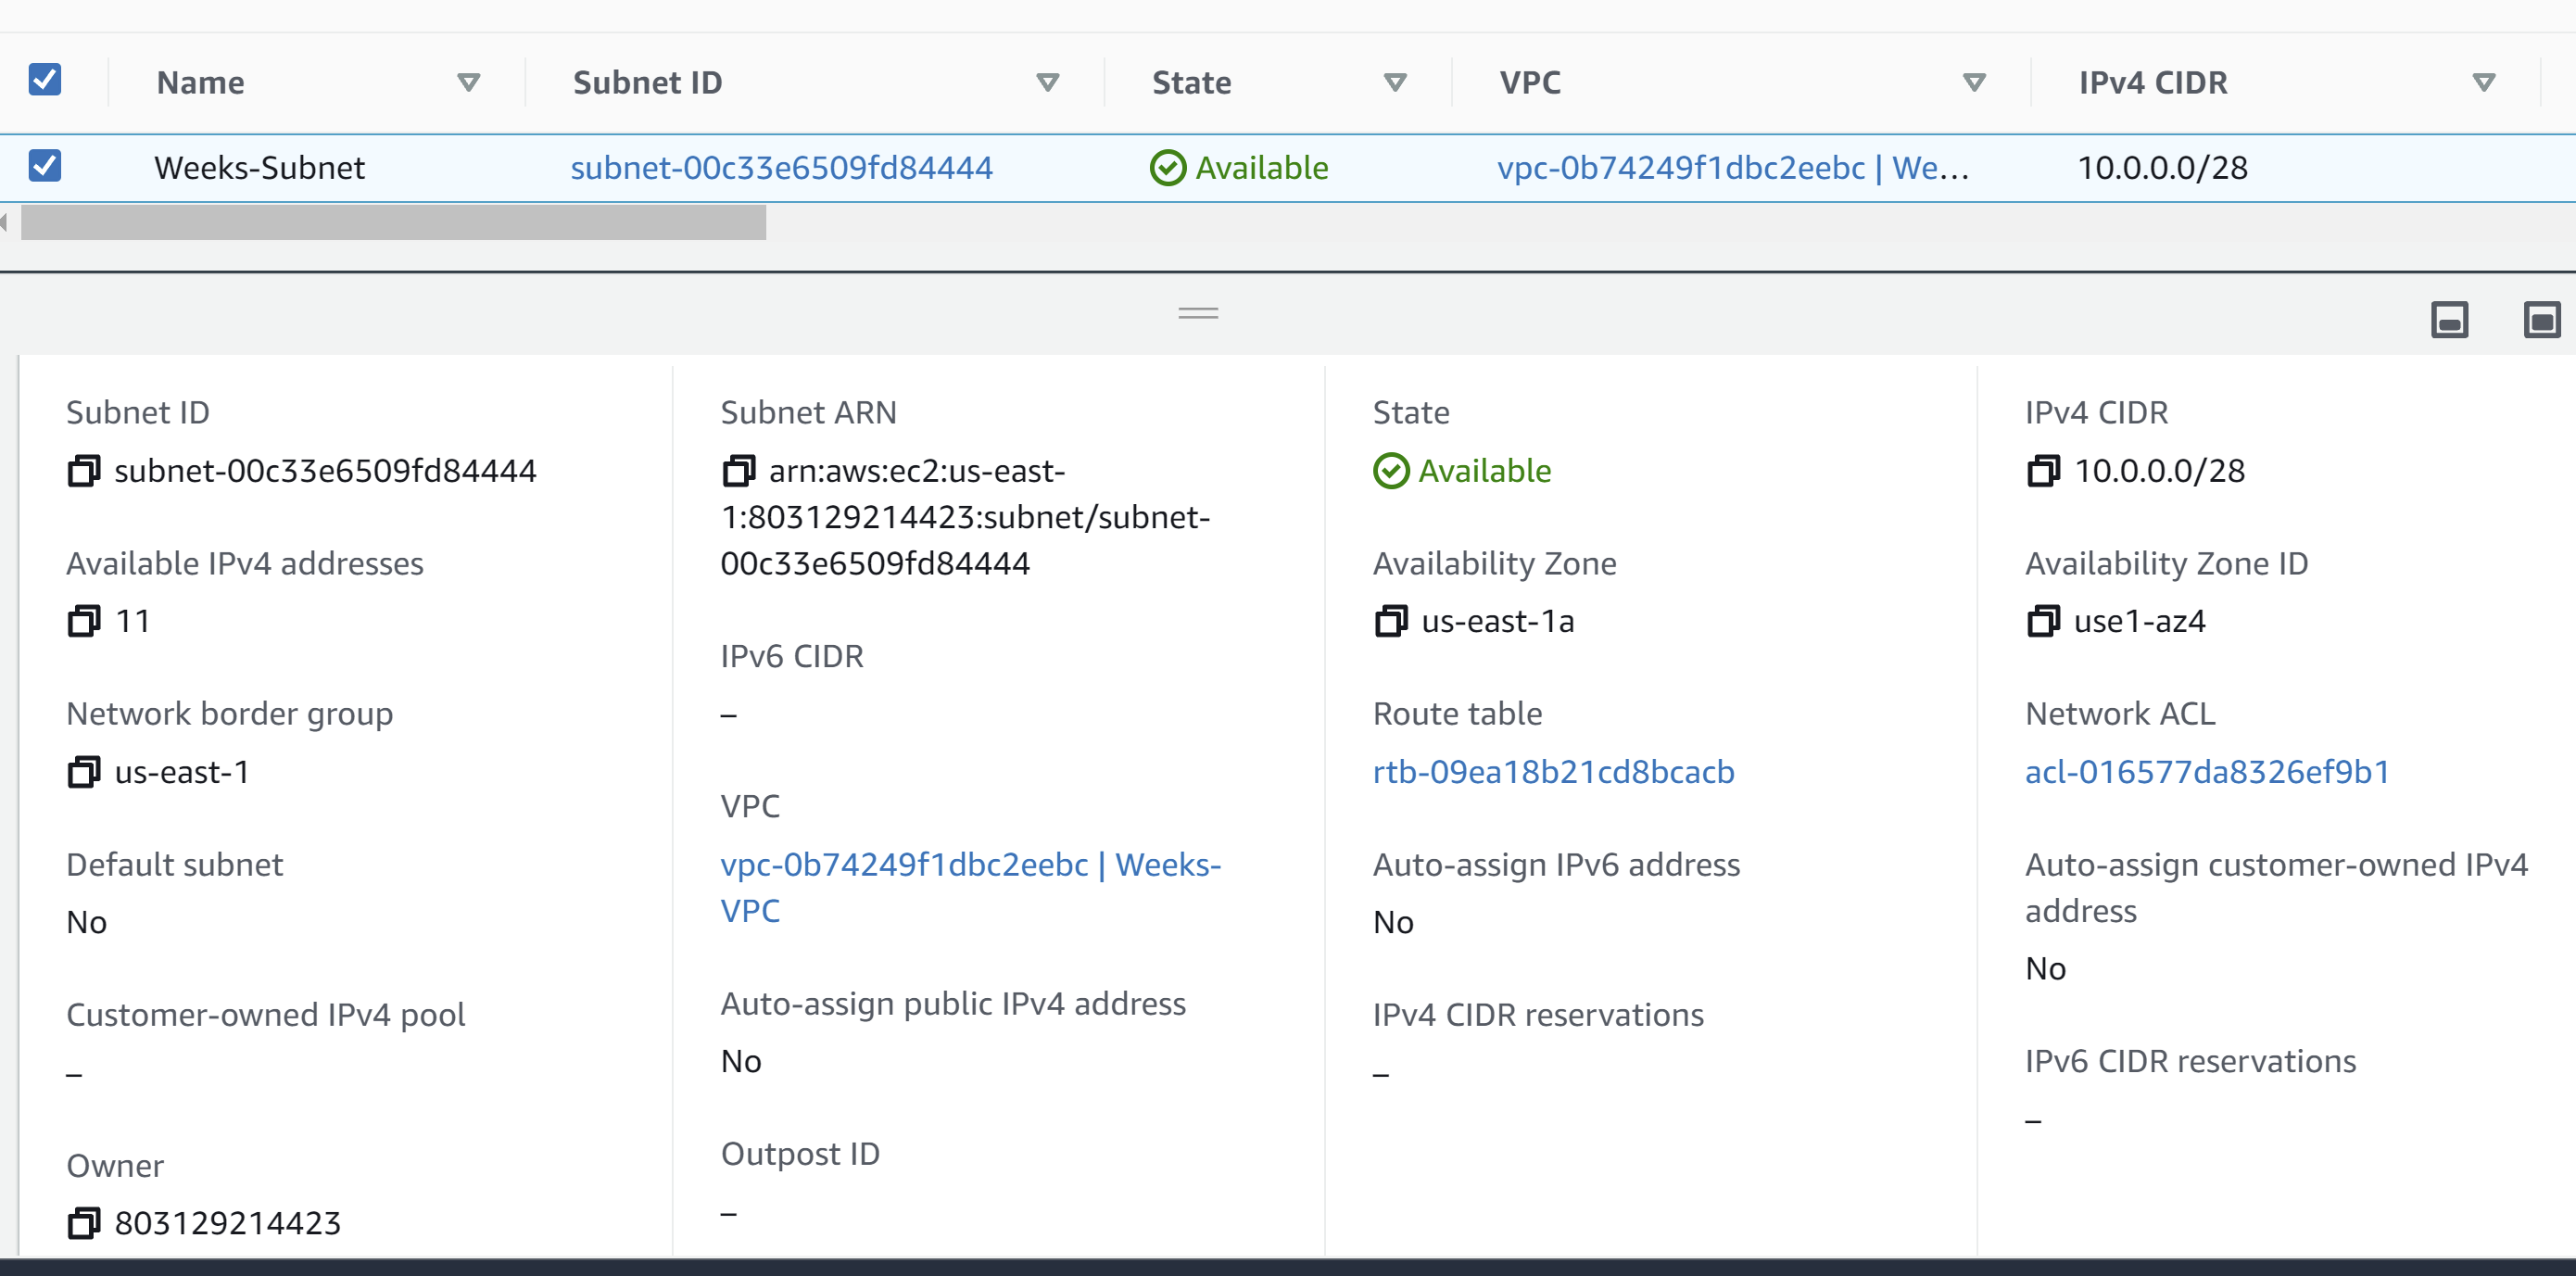 Name Subnet ID State VPC IPv4 CIDR
Weeks-Subnet subnet-00c33e6509fd84444 Available vpc-0b74249f1dbc2eebc | We... 10.0.0.0/28
Subnet ID
subnet-00c33e6509fd84444
Available IPv4 addresses
11
Network border group
us-east-1
Default subnet
No
Customer-owned IPv4 pool
–
Owner
803129214423
Subnet ARN
arn:aws:ec2:us-east-
1:803129214423:subnet/subnet-
00c33e6509fd84444
IPv6 CIDR
–
VPC
vpc-0b74249f1dbc2eebc | Weeks-
VPC
Auto-assign public IPv4 address
No
Outpost ID
–
State
Available
Availability Zone
us-east-1a
Route table
rtb-09ea18b21cd8bcacb
Auto-assign IPv6 address
No
IPv4 CIDR reservations
–
IPv4 CIDR
10.0.0.0/28
Availability Zone ID
use1-az4
Network ACL
acl-016577da8326ef9b1
Auto-assign customer-owned IPv4
address
No
IPv6 CIDR reservations
–